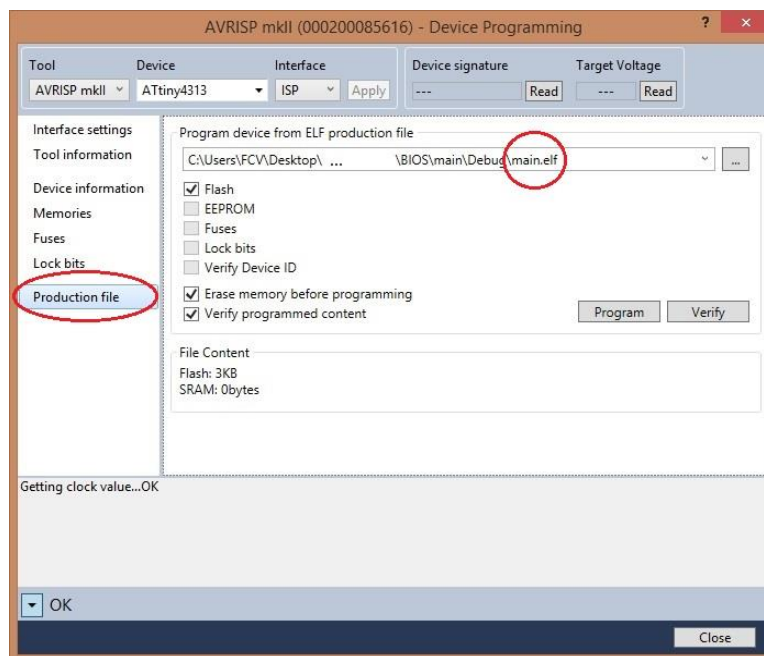 AVRISP mkII (000200085616) - Device Programming ? ×
Tool Device Interface Device signature Target Voltage
AVRISP mkII ATtiny4313 ISP Apply --- Read --- Read
Interface settings
Tool information
Device information
Memories
Fuses
Lock bits
Production file
Program device from ELF production file
C:\Users\FCV\Desktop\ ... \BIOS\main\Debug\main.elf ...
Flash
EEPROM
Fuses
Lock bits
Verify Device ID
Erase memory before programming
Verify programmed content
Program Verify
File Content
Flash: 3KB
SRAM: 0bytes
Getting clock value...OK
OK
Close